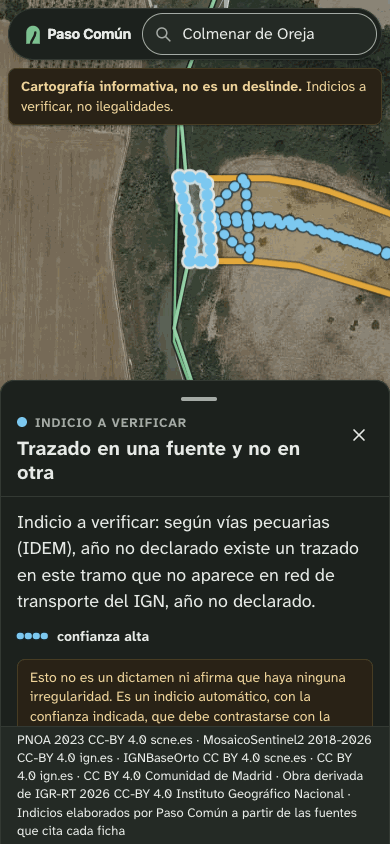 Paso Común
Colmenar de Oreja
Cartografía informativa, no es un deslinde. Indicios a
verificar, no ilegalidades.
INDICIO A VERIFICAR
Trazado en una fuente y no en
otra
Indicio a verificar: según vías pecuarias
(IDEM), año no declarado existe un trazado
en este tramo que no aparece en red de
transporte del IGN, año no declarado.
confianza alta
Esto no es un dictamen ni afirma que haya ninguna
irregularidad. Es un indicio automático, con la
confianza indicada, que debe contrastarse con la
PNOA 2023 CC-BY 4.0 scne.es · MosaicoSentinel2 2018-2026
CC-BY 4.0 ign.es · IGNBaseOrto CC BY 4.0 scne.es · CC BY
4.0 ign.es · CC BY 4.0 Comunidad de Madrid · Obra derivada
de IGR-RT 2026 CC-BY 4.0 Instituto Geográfico Nacional ·
Indicios elaborados por Paso Común a partir de las fuentes
que cita cada ficha